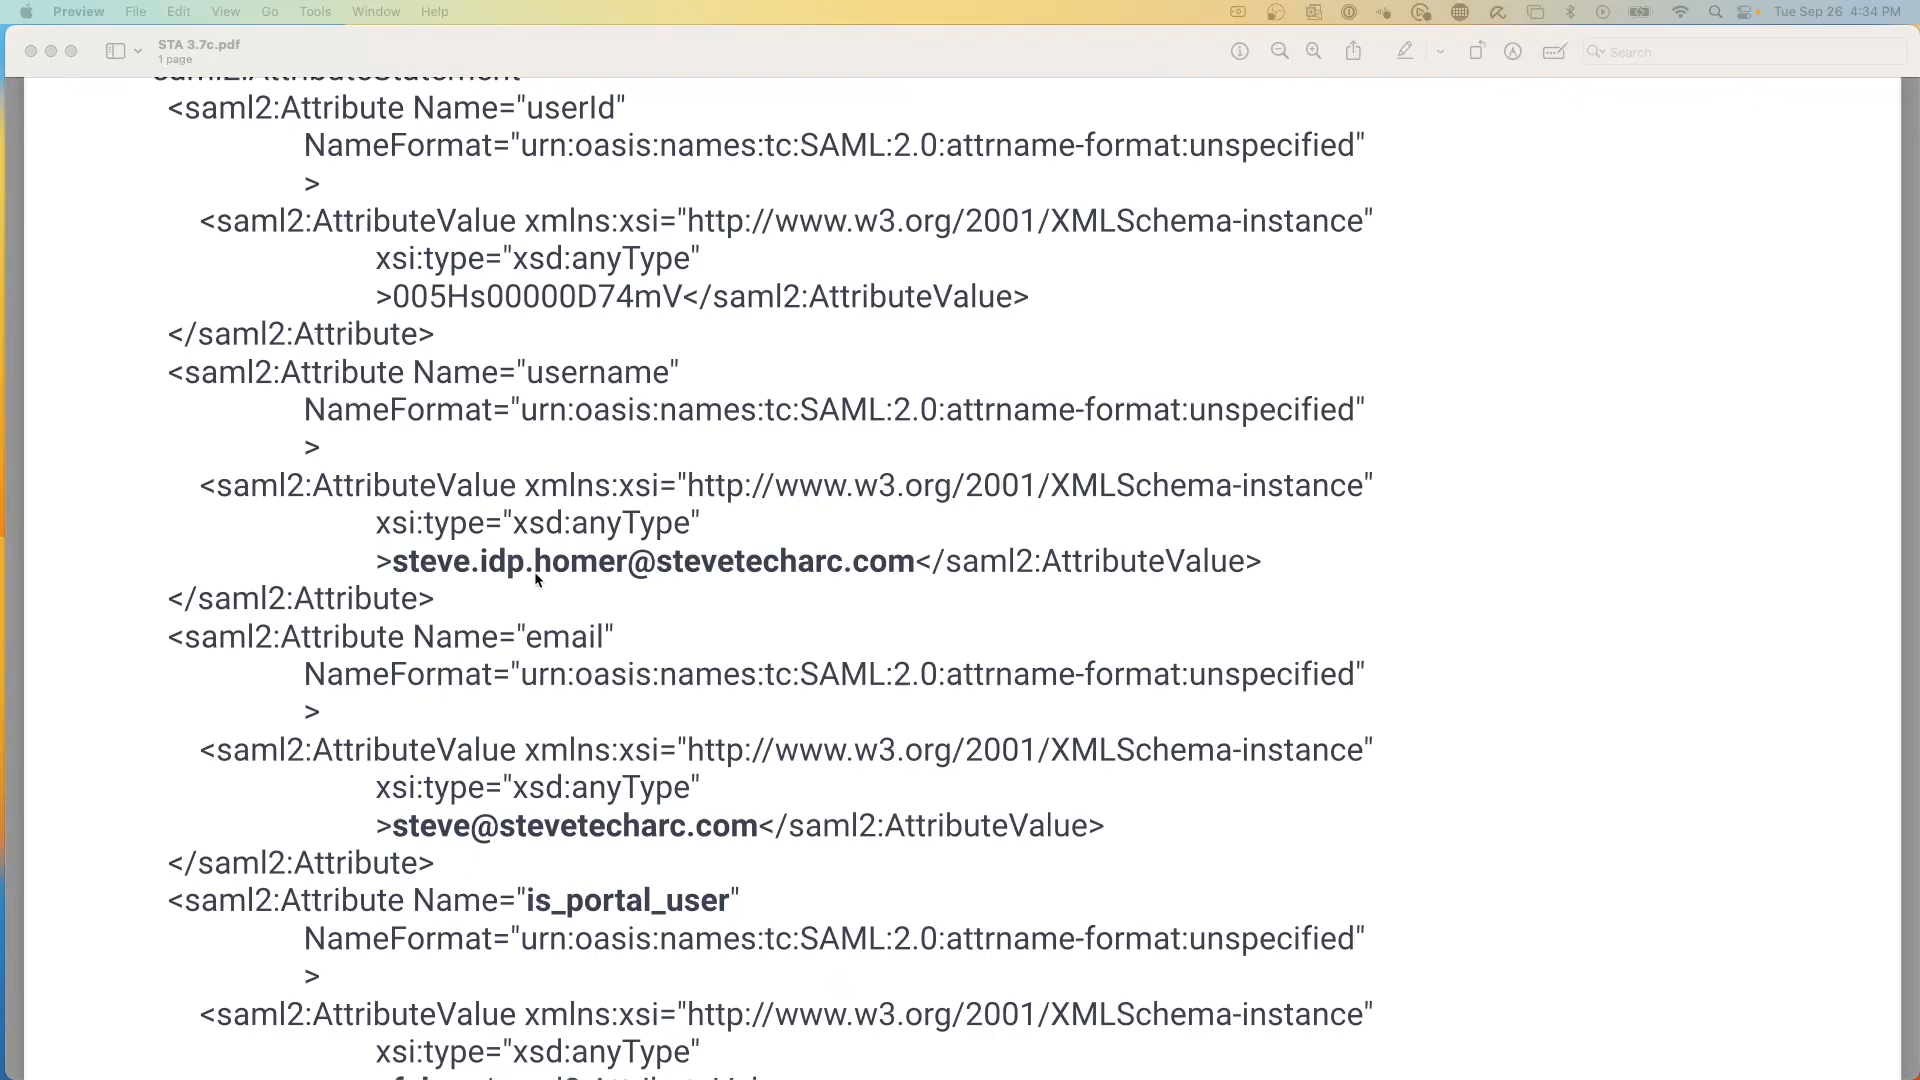 Preview File Edit View Go Tools Window Help Tue Sep 26 4:34 PM
STA 3.7c.pdf
1 page
Search
saml2:AttributeStatement
<saml2:Attribute Name="userId"
NameFormat="urn:oasis:names:tc:SAML:2.0:attrname-format:unspecified"
>
<saml2:AttributeValue xmlns:xsi="http://www.w3.org/2001/XMLSchema-instance"
xsi:type="xsd:anyType"
>005Hs00000D74mV</saml2:AttributeValue>
</saml2:Attribute>
<saml2:Attribute Name="username"
NameFormat="urn:oasis:names:tc:SAML:2.0:attrname-format:unspecified"
>
<saml2:AttributeValue xmlns:xsi="http://www.w3.org/2001/XMLSchema-instance"
xsi:type="xsd:anyType"
>steve.idp.homer@stevetecharc.com</saml2:AttributeValue>
</saml2:Attribute>
<saml2:Attribute Name="email"
NameFormat="urn:oasis:names:tc:SAML:2.0:attrname-format:unspecified"
>
<saml2:AttributeValue xmlns:xsi="http://www.w3.org/2001/XMLSchema-instance"
xsi:type="xsd:anyType"
>steve@stevetecharc.com</saml2:AttributeValue>
</saml2:Attribute>
<saml2:Attribute Name="is_portal_user"
NameFormat="urn:oasis:names:tc:SAML:2.0:attrname-format:unspecified"
>
<saml2:AttributeValue xmlns:xsi="http://www.w3.org/2001/XMLSchema-instance"
xsi:type="xsd:anyType"